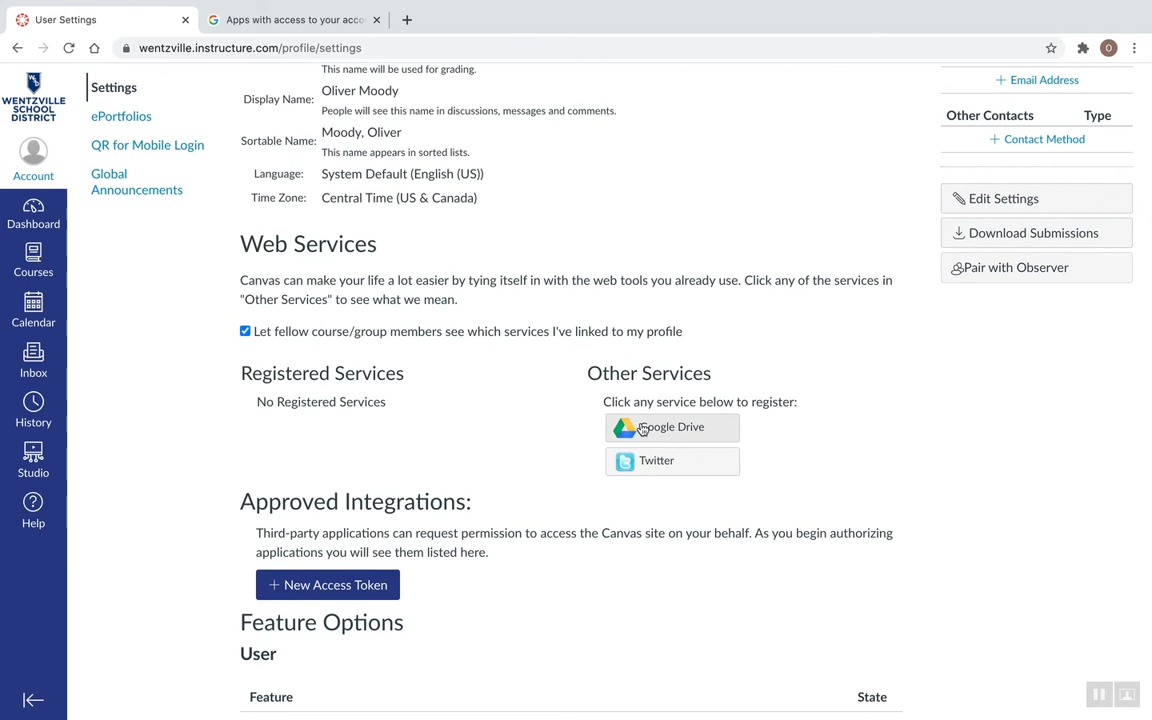 User Settings
Apps with access to your acco
wentzville.instructure.com/profile/settings
O
WENTZVILLE
SCHOOL
DISTRICT
Account
Dashboard
Courses
Calendar
Inbox
History
Studio
Help
Settings
ePortfolios
QR for Mobile Login
Global
Announcements
This name will be used for grading.
Display Name: Oliver Moody
People will see this name in discussions, messages and comments.
Sortable Name: Moody, Oliver
This name appears in sorted lists.
Language: System Default (English (US))
Time Zone: Central Time (US & Canada)
Web Services
Canvas can make your life a lot easier by tying itself in with the web tools you already use. Click any of the services in
"Other Services" to see what we mean.
Let fellow course/group members see which services I've linked to my profile
Registered Services
No Registered Services
Other Services
Click any service below to register:
Google Drive
Twitter
Approved Integrations:
Third-party applications can request permission to access the Canvas site on your behalf. As you begin authorizing
applications you will see them listed here.
+ New Access Token
Feature Options
User
Feature State
+ Email Address
Other Contacts Type
+ Contact Method
Edit Settings
Download Submissions
Pair with Observer